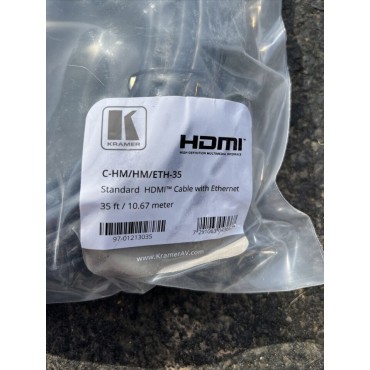 KRAMER
HDMI™
HIGH-DEFINITION MULTIMEDIA INTERFACE
C-HM/HM/ETH-35
Standard HDMI™ Cable with Ethernet
35 ft / 10.67 meter
97-01213035
www.KramerAV.com